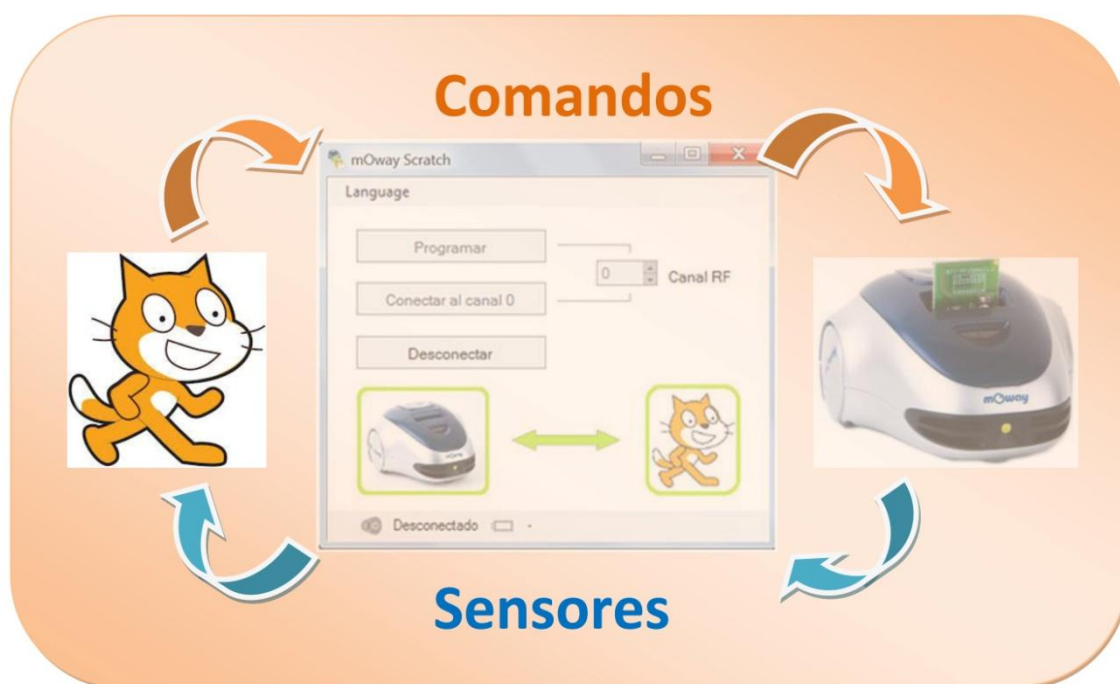 Comandos
mOway Scratch
Language
Programar
0
Canal RF
Conectar al canal 0
Desconectar
mOway
Desconectado
Sensores